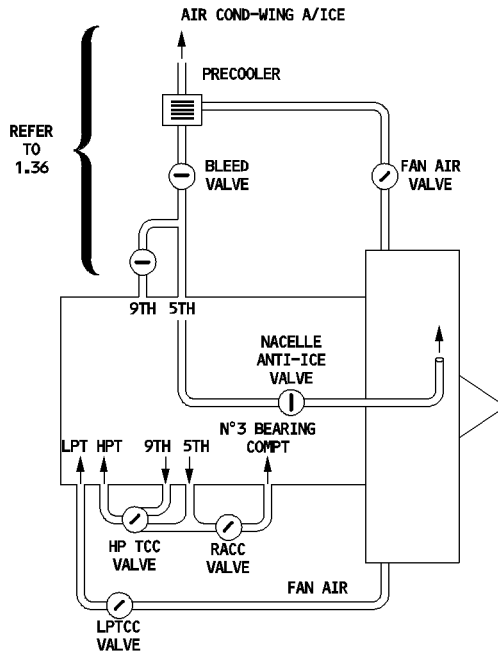 AIR COND-WING A/ICE
PRECOOLER
REFER
TO
1.36
BLEED
VALVE
FAN AIR
VALVE
9TH 5TH
NACELLE
ANTI-ICE
VALVE
N°3 BEARING
COMPT
LPT HPT 9TH 5TH
HP TCC
VALVE
RACC
VALVE
FAN AIR
LPTCC
VALVE